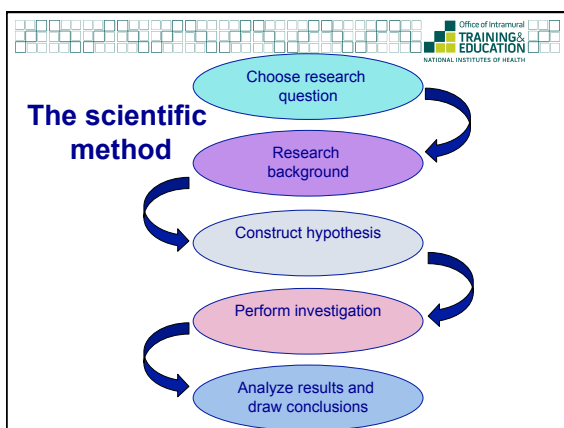 Office of Intramural
TRAINING&
EDUCATION
NATIONAL INSTITUTES OF HEALTH
The scientific
method
Choose research
question
Research
background
Construct hypothesis
Perform investigation
Analyze results and
draw conclusions